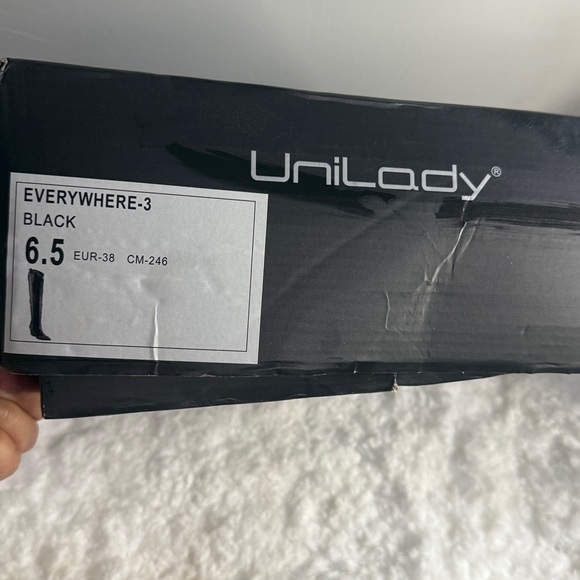 UniLady®
EVERYWHERE-3
BLACK
6.5 EUR-38 CM-246